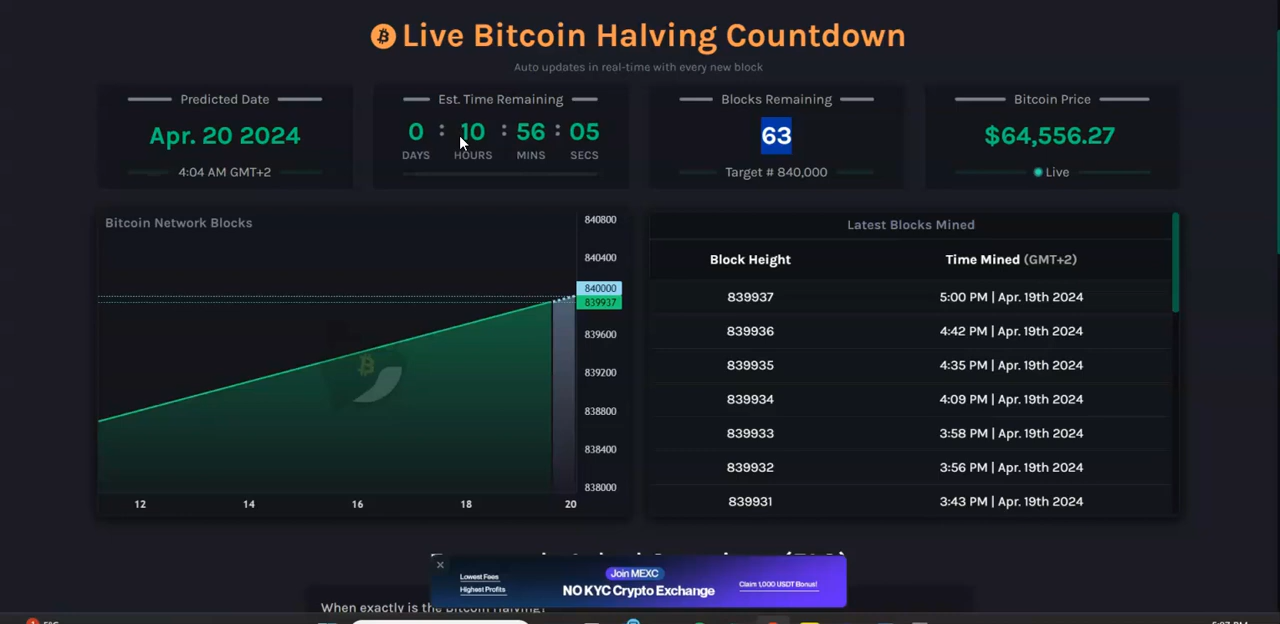 Live Bitcoin Halving Countdown
Auto updates in real-time with every new block
Predicted Date
Apr. 20 2024
4:04 AM GMT+2
Est. Time Remaining
0 : 10 : 56 : 05
DAYS HOURS MINS SECS
Blocks Remaining
63
Target # 840,000
Bitcoin Price
$64,556.27
Live
Bitcoin Network Blocks
840800
840400
840000
839937
839600
839200
838800
838400
838000
12 14 16 18 20
Latest Blocks Mined
Block Height Time Mined (GMT+2)
839937 5:00 PM | Apr. 19th 2024
839936 4:42 PM | Apr. 19th 2024
839935 4:35 PM | Apr. 19th 2024
839934 4:09 PM | Apr. 19th 2024
839933 3:58 PM | Apr. 19th 2024
839932 3:56 PM | Apr. 19th 2024
839931 3:43 PM | Apr. 19th 2024
Lowest Fees
Highest Profits
Join MEXC
NO KYC Crypto Exchange
Claim 1,000 USDT Bonus!
When exactly is the Bitcoin Halving?